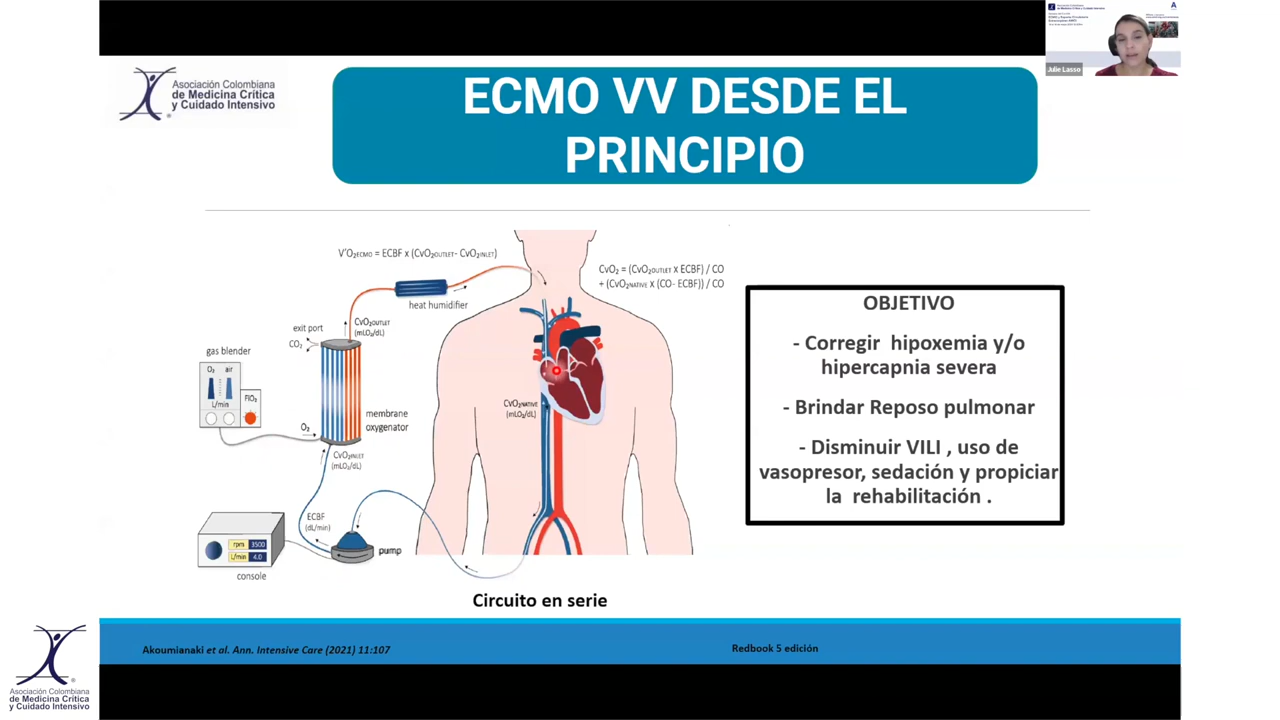 Asociación Colombiana
de Medicina Crítica
y Cuidado Intensivo
ECMO VV DESDE EL
PRINCIPIO
Julie Lasso
V'O₂ECMO = ECBF x (CvO₂OUTLET- CvO₂INLET)
CvO₂ = (CvO₂OUTLET x ECBF) / CO
+ (CvO₂NATIVE x (CO- ECBF)) / CO
heat humidifier
exit port
CO₂
CvO₂OUTLET
(mLO₂/dL)
gas blender
O₂ air
L/min
FIO₂
O₂
membrane
oxygenator
CvO₂NATIVE
(mLO₂/dL)
CvO₂INLET
(mLO₂/dL)
ECBF
(dL/min)
rpm 3500
L/min 4.0
pump
console
Circuito en serie
OBJETIVO
- Corregir hipoxemia y/o
hipercapnia severa
- Brindar Reposo pulmonar
- Disminuir VILI , uso de
vasopresor, sedación y propiciar
la rehabilitación .
Akoumianaki et al. Ann. Intensive Care (2021) 11:107
Redbook 5 edición
Asociación Colombiana
de Medicina Crítica
y Cuidado Intensivo